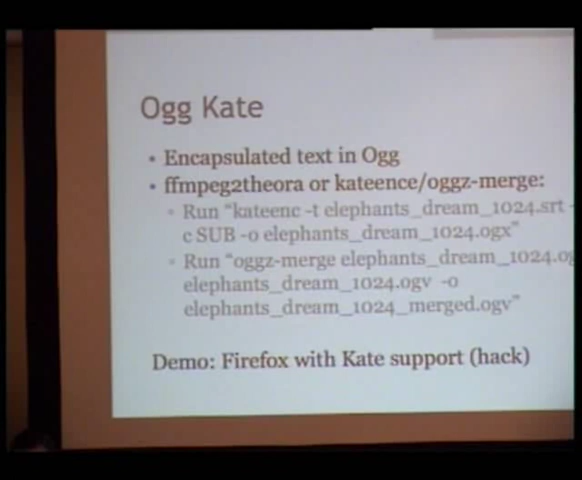 Ogg Kate
• Encapsulated text in Ogg
• ffmpeg2theora or kateence/oggz-merge:
Run "kateenc -t elephants_dream_1024.srt -
c SUB -o elephants_dream_1024.ogx"
Run "oggz-merge elephants_dream_1024.og
elephants_dream_1024.ogv -o
elephants_dream_1024_merged.ogv"
Demo: Firefox with Kate support (hack)